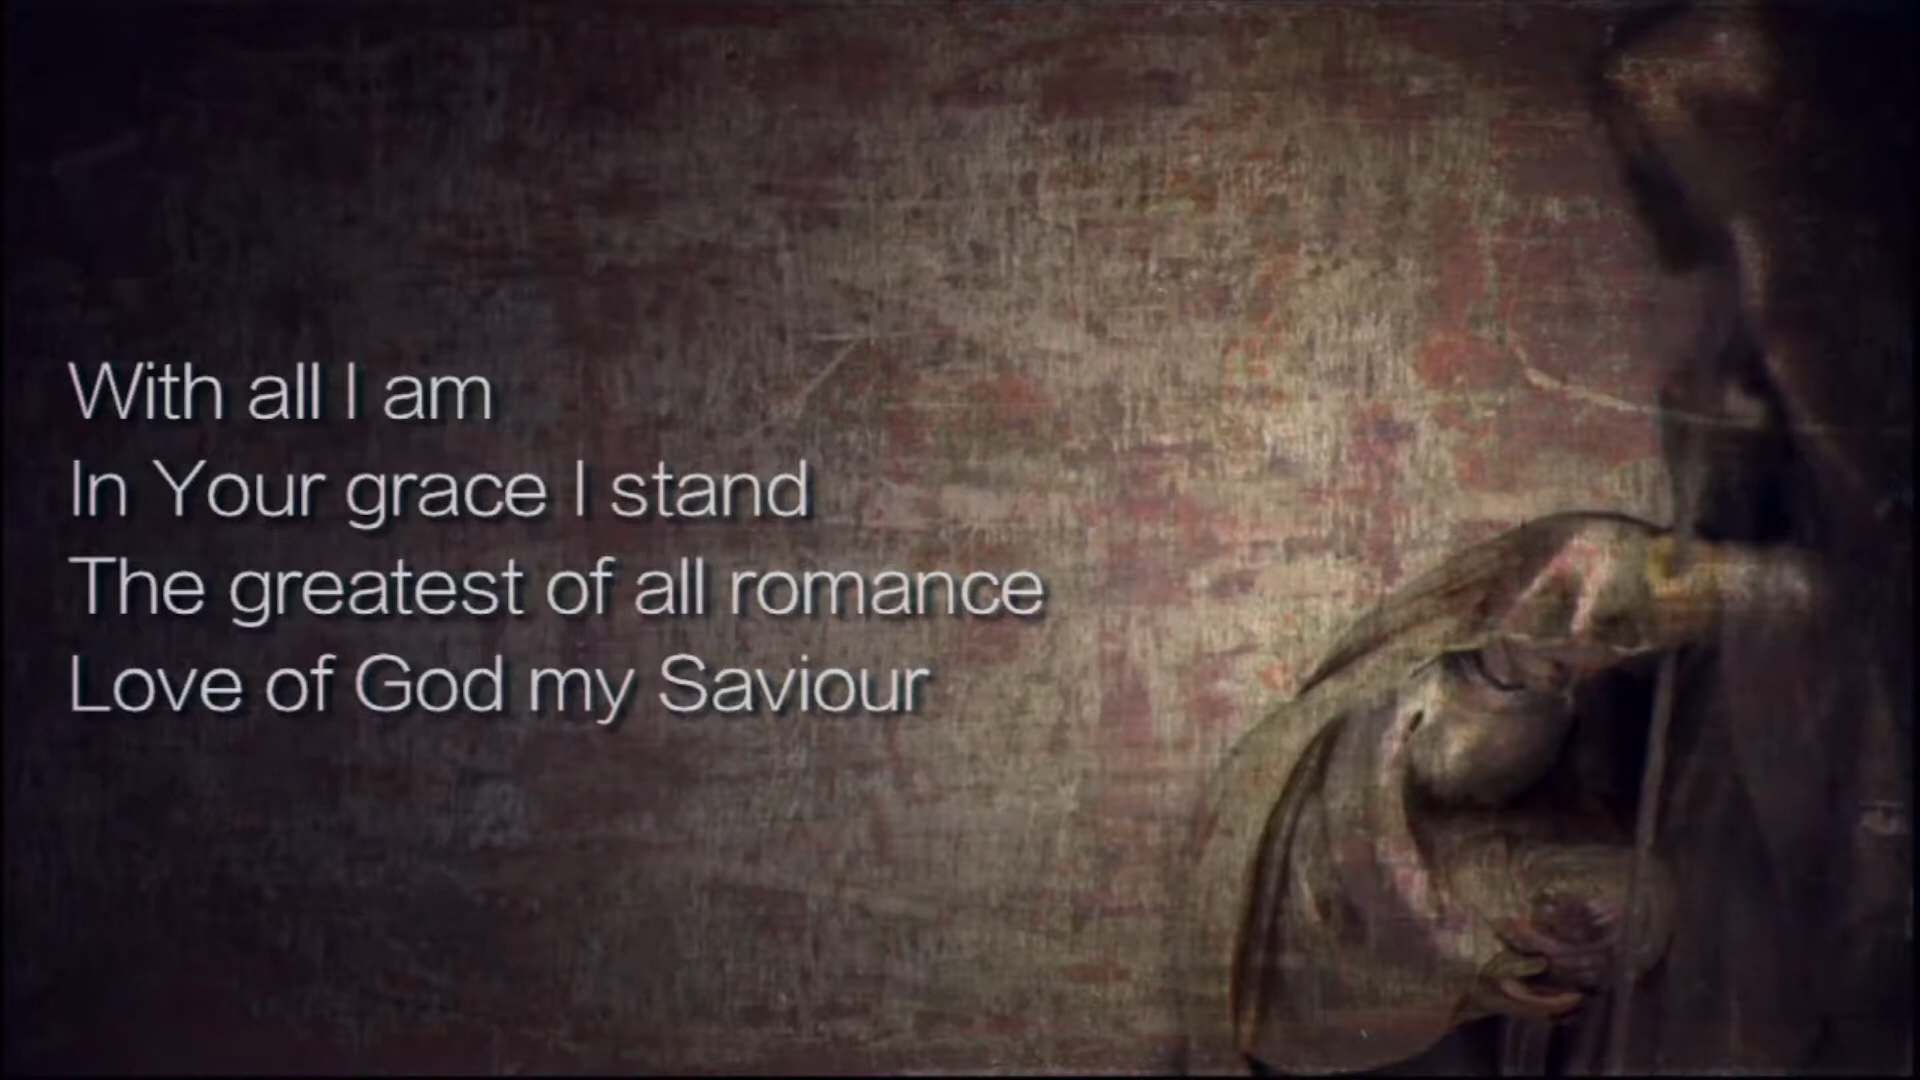 With all I am
In Your grace I stand
The greatest of all romance
Love of God my Saviour